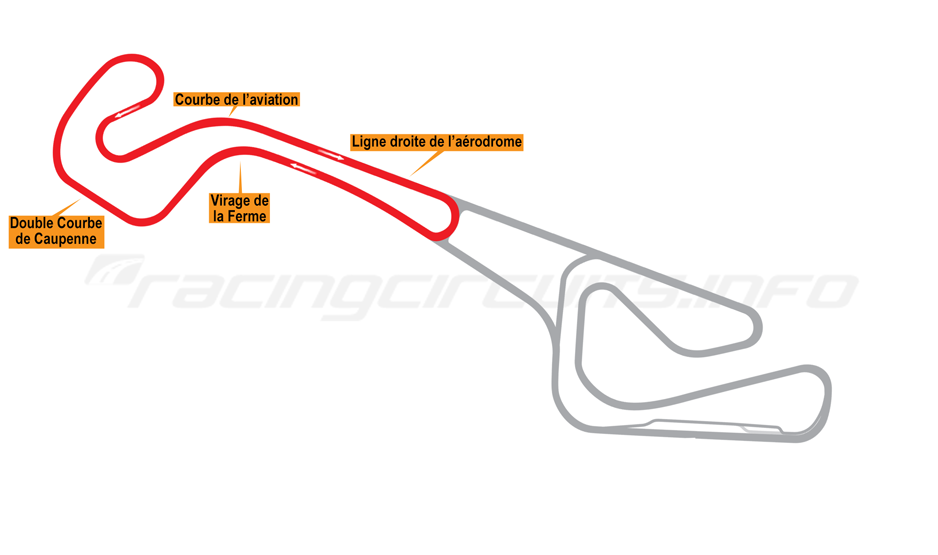 Courbe de l'aviation
Ligne droite de l'aérodrome
Virage de
la Ferme
Double Courbe
de Caupenne
racingcircuits.info